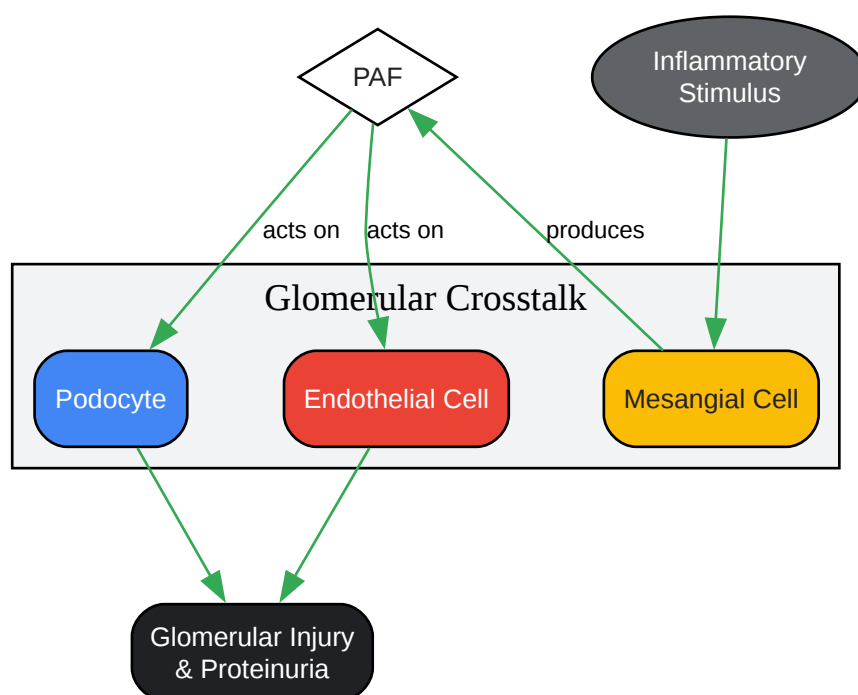 PAF
Inflammatory
Stimulus
acts on
acts on
produces
Glomerular Crosstalk
Podocyte
Endothelial Cell
Mesangial Cell
Glomerular Injury
& Proteinuria